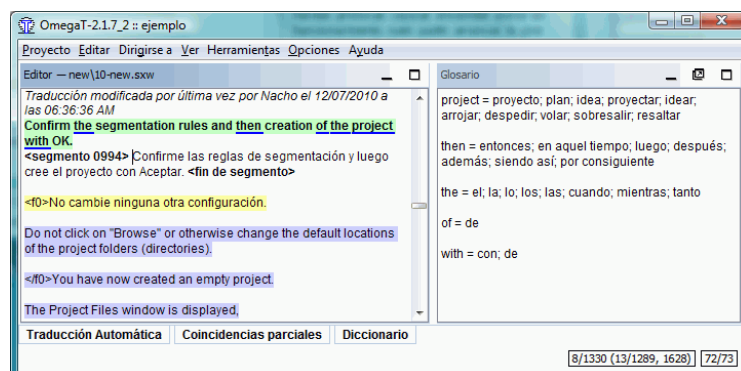 OmegaT-2.1.7_2 :: ejemplo
Proyecto Editar Dirigirse a Ver Herramientas Opciones Ayuda
Editor — new\10-new.sxw
Traducción modificada por última vez por Nacho el 12/07/2010 a
las 06:36:36 AM
Confirm the segmentation rules and then creation of the project
with OK.
<segmento 0994> Confirme las reglas de segmentación y luego
cree el proyecto con Aceptar. <fin de segmento>
<f0>No cambie ninguna otra configuración.
Do not click on "Browse" or otherwise change the default locations
of the project folders (directories).
</f0>You have now created an empty project.
The Project Files window is displayed,
Glosario
project = proyecto; plan; idea; proyectar; idear;
arrojar; despedir; volar; sobresalir; resaltar
then = entonces; en aquel tiempo; luego; después;
además; siendo así; por consiguiente
the = el; la; lo; los; las; cuando; mientras; tanto
of = de
with = con; de
Traducción Automática Coincidencias parciales Diccionario
8/1330 (13/1289, 1628) 72/73